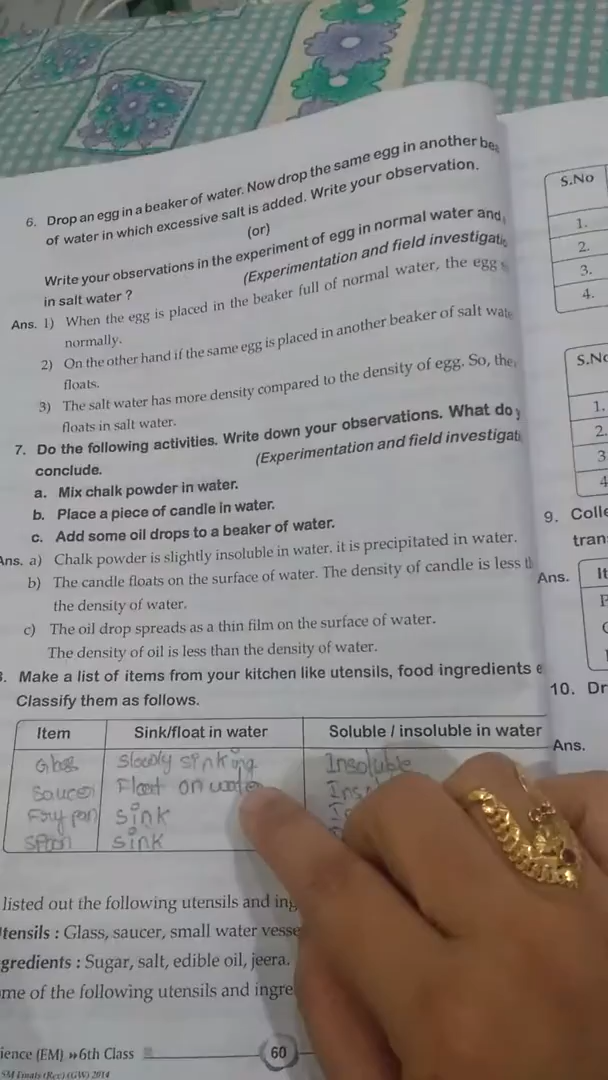 6. Drop an egg in a beaker of water. Now drop the same egg in another
of water in which excessive salt is added. Write your observation.
(or)
Write your observations in the experiment of egg in normal water and
in salt water ?
(Experimentation and field
Ans. 1) When the egg is placed in the beaker full of normal water, the egg
normally.
2) On the other hand if the same egg is placed in another beaker of salt
floats.
3) The salt water has more density compared to the density of egg. So, the
floats in salt water.
7. Do the following activities. Write down your observations. What do
conclude.
(Experimentation and field
a. Mix chalk powder in water.
b. Place a piece of candle in water.
c. Add some oil drops to a beaker of water.
Ans. a) Chalk powder is slightly insoluble in water. it is precipitated in water.
b) The candle floats on the surface of water. The density of candle is less
the density of water.
c) The oil drop spreads as a thin film on the surface of water.
The density of oil is less than the density of water.
Make a list of items from your kitchen like utensils, food ingredients
Classify them as follows.
Item Sink/float in water Soluble / insoluble in water
Glass Slowly sinking Insoluble
Saucer Float on water
Fry pan Sink
Spoon Sink
listed out the following utensils and
tensils : Glass, saucer, small water
gredients : Sugar, salt, edible oil, jeera.
me of the following utensils and
ience (EM) » 6th Class
60
SM Finals (Rev) (GW) 2014
S.No
1.
2.
3.
4.
1.
2.
3
4
9.
Ans.
10.
Ans.